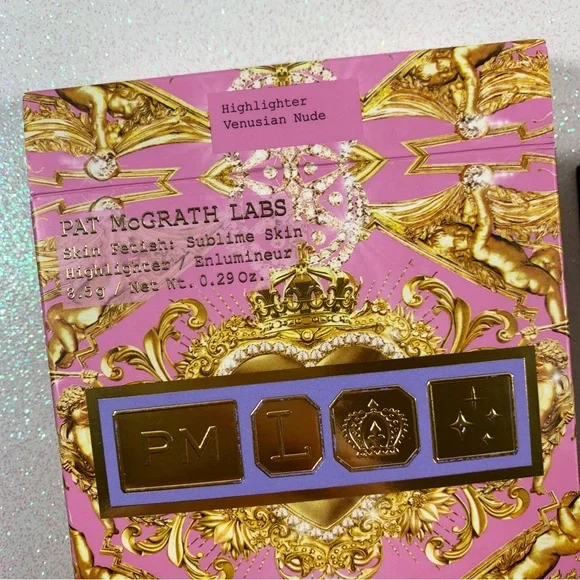 Highlighter
Venusian Nude
PAT McGRATH LABS
Skin Fetish: Sublime Skin
Highlighter / Enlumineur
8.5g / Net Wt. 0.29 Oz.
PM L